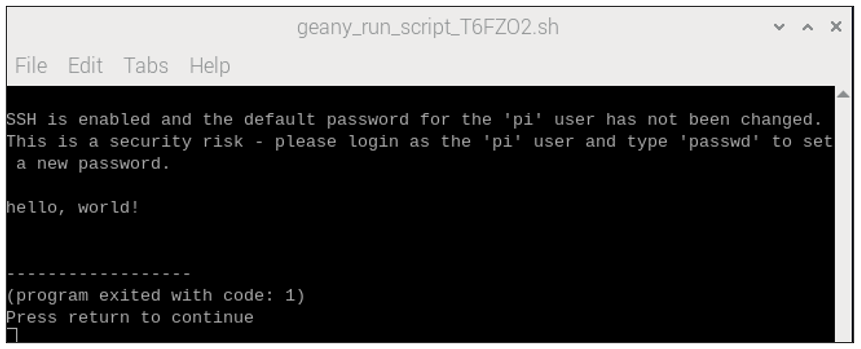 geany_run_script_T6FZO2.sh
File Edit Tabs Help
SSH is enabled and the default password for the 'pi' user has not been changed.
This is a security risk - please login as the 'pi' user and type 'passwd' to set
a new password.
hello, world!
------------------
(program exited with code: 1)
Press return to continue